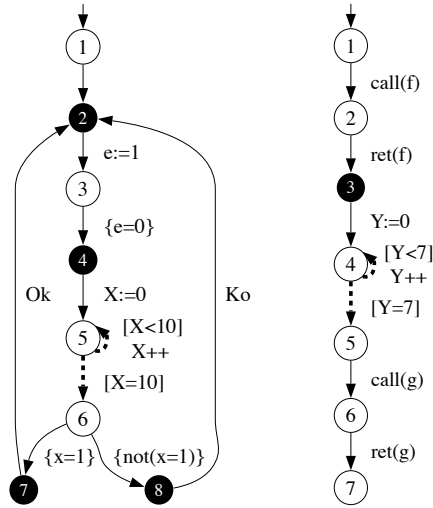 1
2
e:=1
3
{e=0}
4
X:=0
[X<10]
X++
5
[X=10]
6
Ok
Ko
{x=1}
{not(x=1)}
7
8
1
call(f)
2
ret(f)
3
Y:=0
[Y<7]
Y++
4
[Y=7]
5
call(g)
6
ret(g)
7